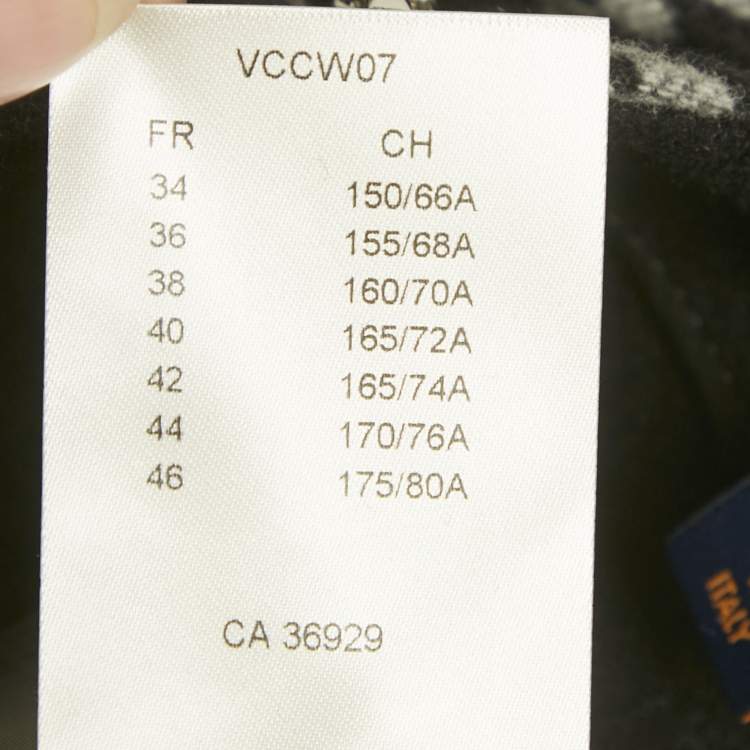 VCCW07
FR CH
34 150/66A
36 155/68A
38 160/70A
40 165/72A
42 165/74A
44 170/76A
46 175/80A
CA 36929
ITALY